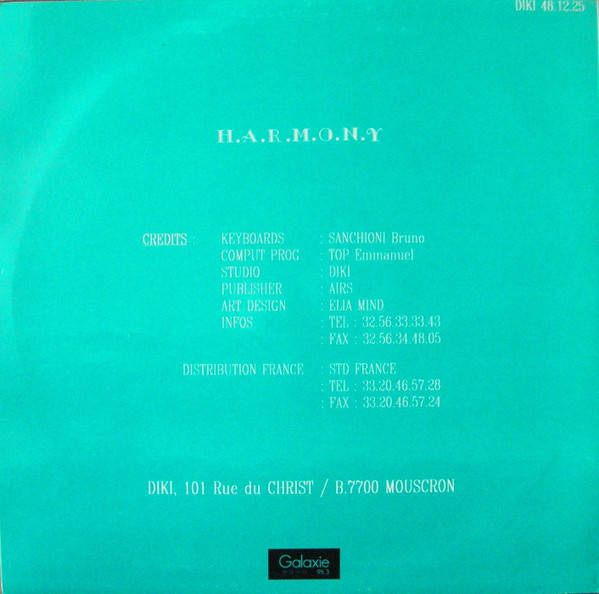 DIKI 48.12.25
H.A.R.M.O.N.Y
CREDITS : KEYBOARDS : SANCHIONI Bruno
COMPUT PROG : TOP Emmanuel
STUDIO : DIKI
PUBLISHER : AIRS
ART DESIGN : ELIA MIND
INFOS : TEL : 32.56.33.33.43
: FAX : 32.56.34.48.05
DISTRIBUTION FRANCE : STD FRANCE
: TEL : 33.20.46.57.28
: FAX : 33.20.46.57.24
DIKI, 101 Rue du CHRIST / B.7700 MOUSCRON
Galaxie
95.3